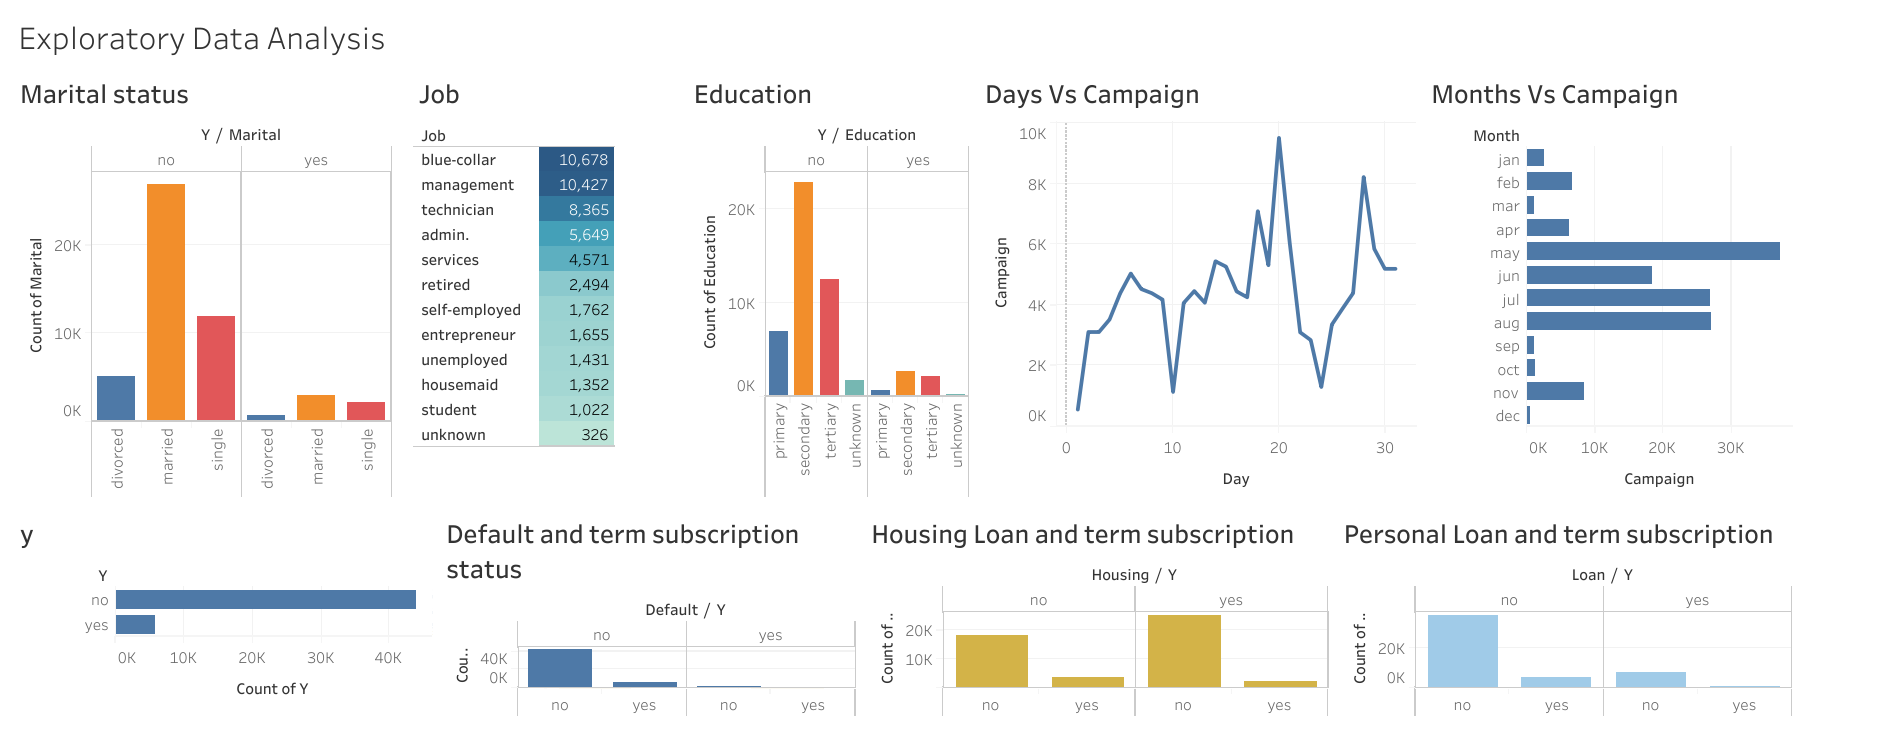 Exploratory Data Analysis
Marital status
Y / Marital
no
yes
Count of Marital
20K
10K
0K
divorced
married
single
divorced
married
single
Job
Job
blue-collar 10,678
management 10,427
technician 8,365
admin. 5,649
services 4,571
retired 2,494
self-employed 1,762
entrepreneur 1,655
unemployed 1,431
housemaid 1,352
student 1,022
unknown 326
Education
Y / Education
no
yes
Count of Education
20K
10K
0K
primary
secondary
tertiary
unknown
primary
secondary
tertiary
unknown
Days Vs Campaign
Campaign
10K
8K
6K
4K
2K
0K
0
10
20
30
Day
Months Vs Campaign
Month
jan
feb
mar
apr
may
jun
jul
aug
sep
oct
nov
dec
0K
10K
20K
30K
Campaign
y
Y
no
yes
0K
10K
20K
30K
40K
Count of Y
Default and term subscription
status
Default / Y
no
yes
Cou..
40K
0K
no
yes
no
yes
Housing Loan and term subscription
Housing / Y
no
yes
Count of ..
20K
10K
no
yes
no
yes
Personal Loan and term subscription
Loan / Y
no
yes
Count of ..
20K
0K
no
yes
no
yes